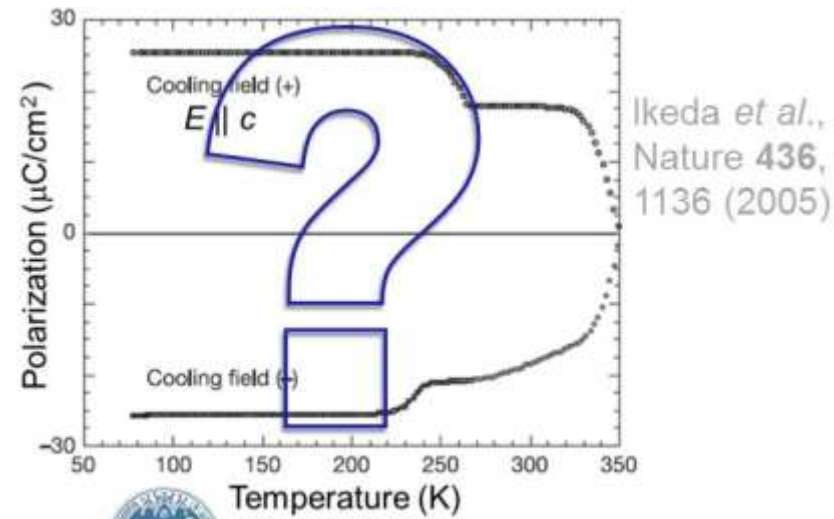 30
Cooling field (+)
E || c
Polarization (μC/cm²)
0
Cooling field (–)
–30
50 100 150 200 250 300 350
Temperature (K)
Ikeda et al.,
Nature 436,
1136 (2005)
?